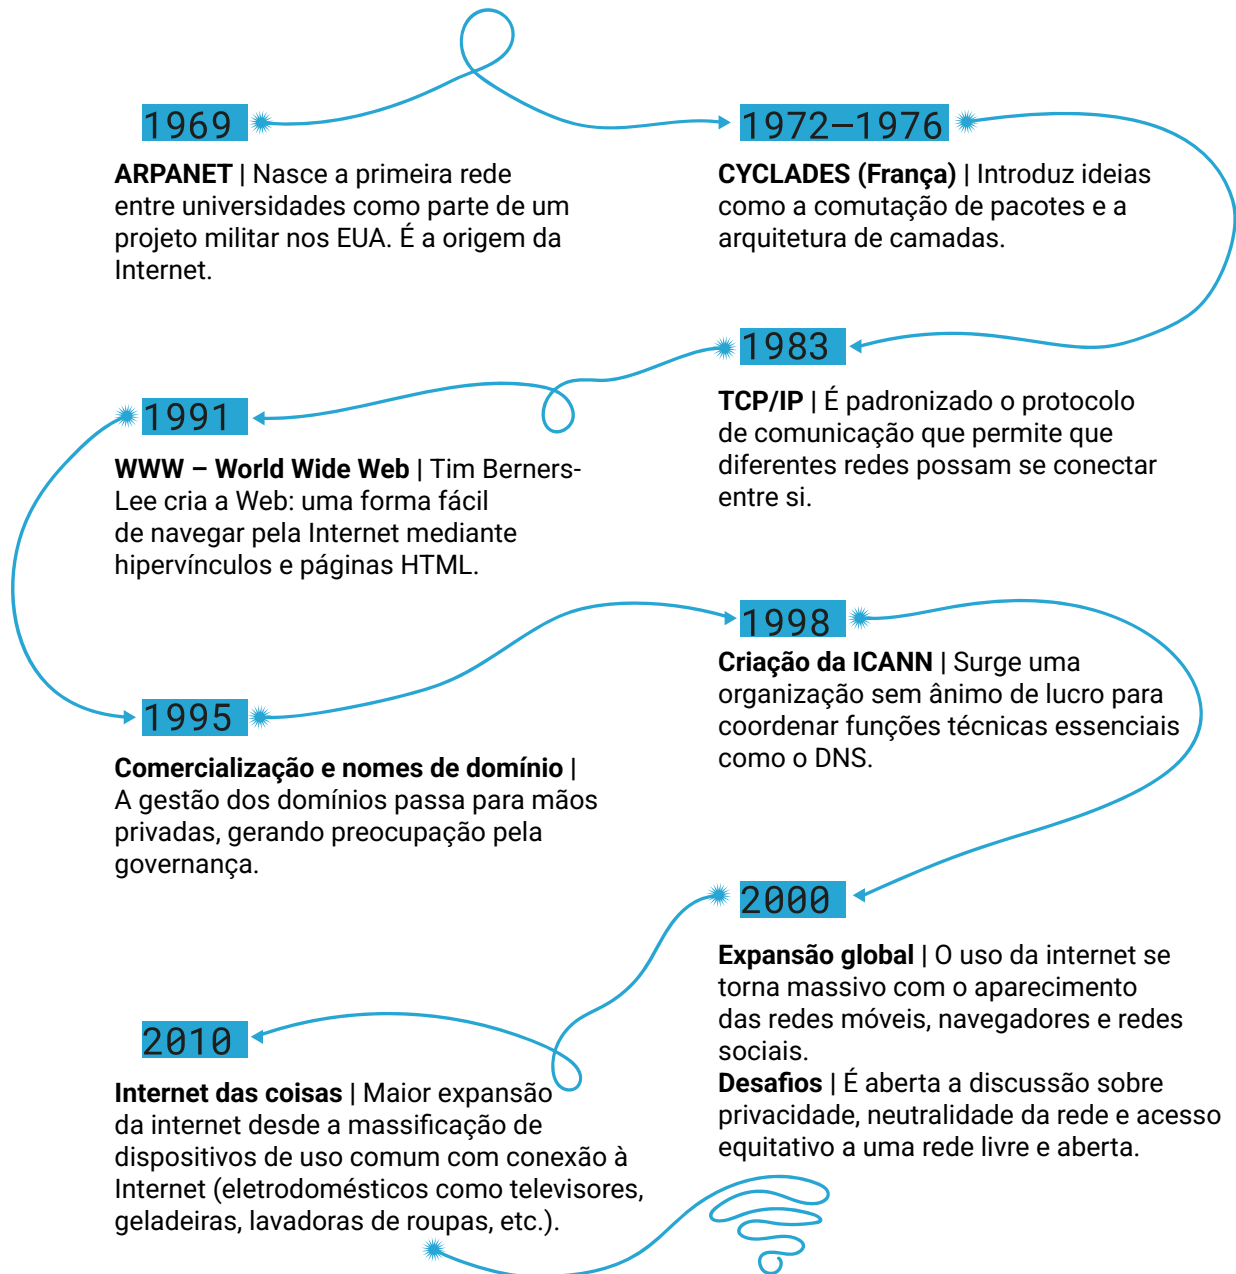 1969
ARPANET | Nasce a primeira rede
entre universidades como parte de um
projeto militar nos EUA. É a origem da
Internet.
1972–1976
CYCLADES (França) | Introduz ideias
como a comutação de pacotes e a
arquitetura de camadas.
1983
TCP/IP | É padronizado o protocolo
de comunicação que permite que
diferentes redes possam se conectar
entre si.
1991
WWW – World Wide Web | Tim Berners-
Lee cria a Web: uma forma fácil
de navegar pela Internet mediante
hipervínculos e páginas HTML.
1995
Comercialização e nomes de domínio |
A gestão dos domínios passa para mãos
privadas, gerando preocupação pela
governança.
1998
Criação da ICANN | Surge uma
organização sem ânimo de lucro para
coordenar funções técnicas essenciais
como o DNS.
2000
Expansão global | O uso da internet se
torna massivo com o aparecimento
das redes móveis, navegadores e redes
sociais.
Desafios | É aberta a discussão sobre
privacidade, neutralidade da rede e acesso
equitativo a uma rede livre e aberta.
2010
Internet das coisas | Maior expansão
da internet desde a massificação de
dispositivos de uso comum com conexão à
Internet (eletrodomésticos como televisores,
geladeiras, lavadoras de roupas, etc.).